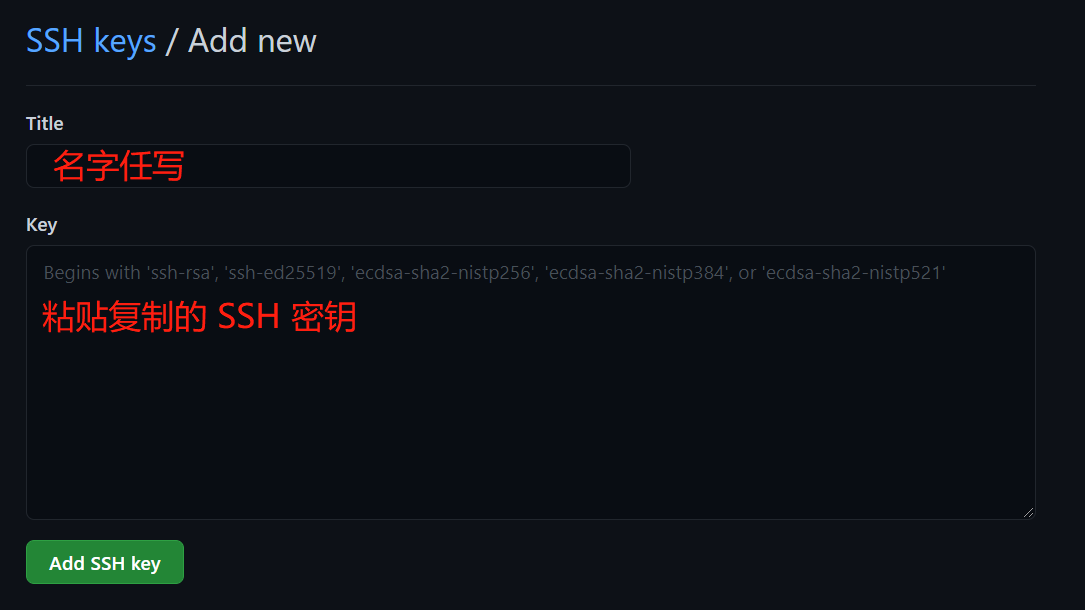 SSH keys / Add new
Title
名字任写
Key
Begins with 'ssh-rsa', 'ssh-ed25519', 'ecdsa-sha2-nistp256', 'ecdsa-sha2-nistp384', or 'ecdsa-sha2-nistp521'
粘贴复制的 SSH 密钥
Add SSH key